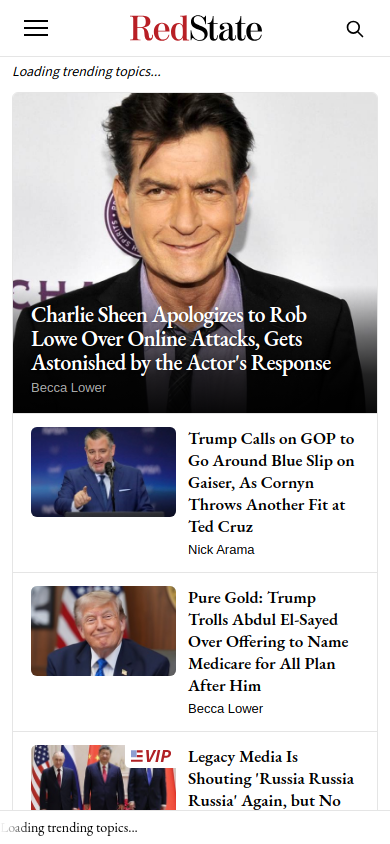 RedState
Loading trending topics...
CHA
SPIRITS
Charlie Sheen Apologizes to Rob
Lowe Over Online Attacks, Gets
Astonished by the Actor's Response
Becca Lower
Trump Calls on GOP to
Go Around Blue Slip on
Gaiser, As Cornyn
Throws Another Fit at
Ted Cruz
Nick Arama
Pure Gold: Trump
Trolls Abdul El-Sayed
Over Offering to Name
Medicare for All Plan
After Him
Becca Lower
VIP
Legacy Media Is
Shouting 'Russia Russia
Russia' Again, but No
Loading trending topics...